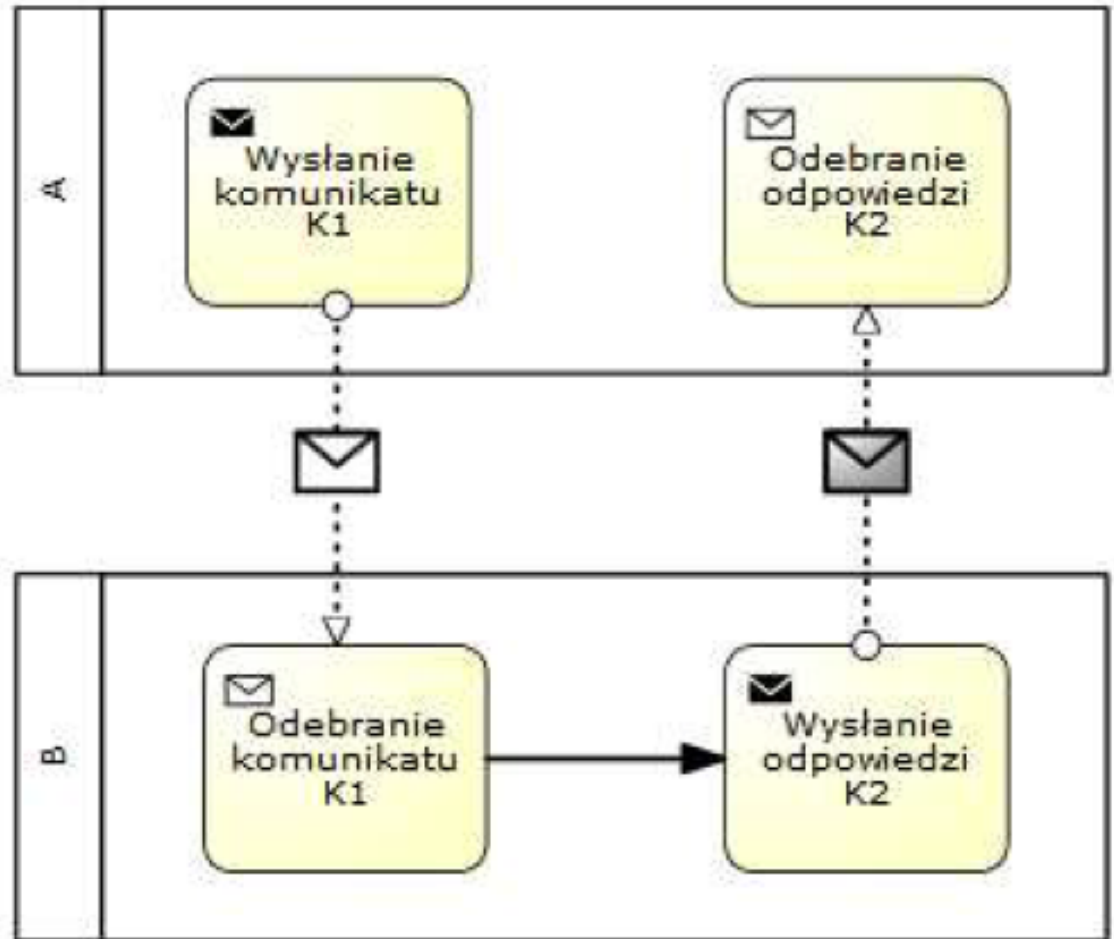 A
Wysłanie
komunikatu
K1
Odebranie
odpowiedzi
K2
B
Odebranie
komunikatu
K1
Wysłanie
odpowiedzi
K2